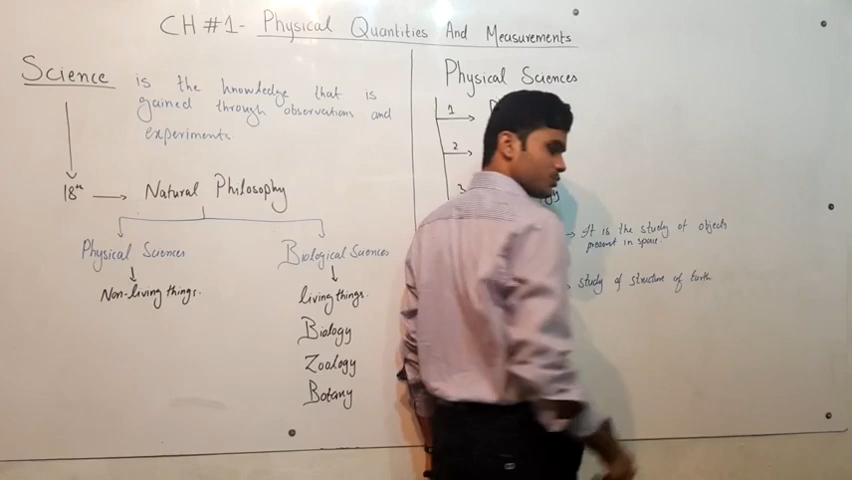 CH #1- Physical Quantities And Measurements
Science is the knowledge that is
gained through observations and
experiments.
18th → Natural Philosophy
Physical Sciences
Non-living things.
Biological Sciences
living things.
Biology
Zoology
Botany
Physical Sciences
1
2
3
→ It is the study of objects
present in space.
study of structure of Earth